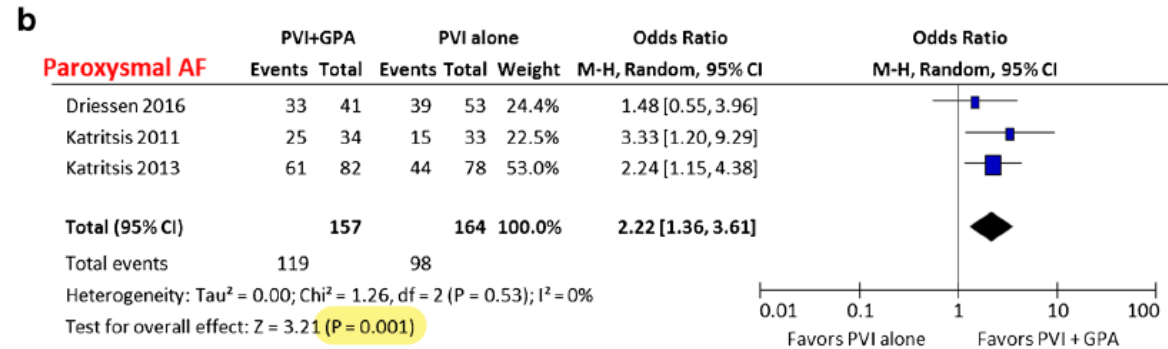 b
PVI+GPA PVI alone Odds Ratio Odds Ratio
Paroxysmal AF Events Total Events Total Weight M-H, Random, 95% CI M-H, Random, 95% CI
Driessen 2016 33 41 39 53 24.4% 1.48 [0.55, 3.96]
Katritsis 2011 25 34 15 33 22.5% 3.33 [1.20, 9.29]
Katritsis 2013 61 82 44 78 53.0% 2.24 [1.15, 4.38]
Total (95% CI) 157 164 100.0% 2.22 [1.36, 3.61]
Total events 119 98
Heterogeneity: Tau² = 0.00; Chi² = 1.26, df = 2 (P = 0.53); I² = 0%
Test for overall effect: Z = 3.21 (P = 0.001)
0.01 0.1 1 10 100
Favors PVI alone Favors PVI + GPA